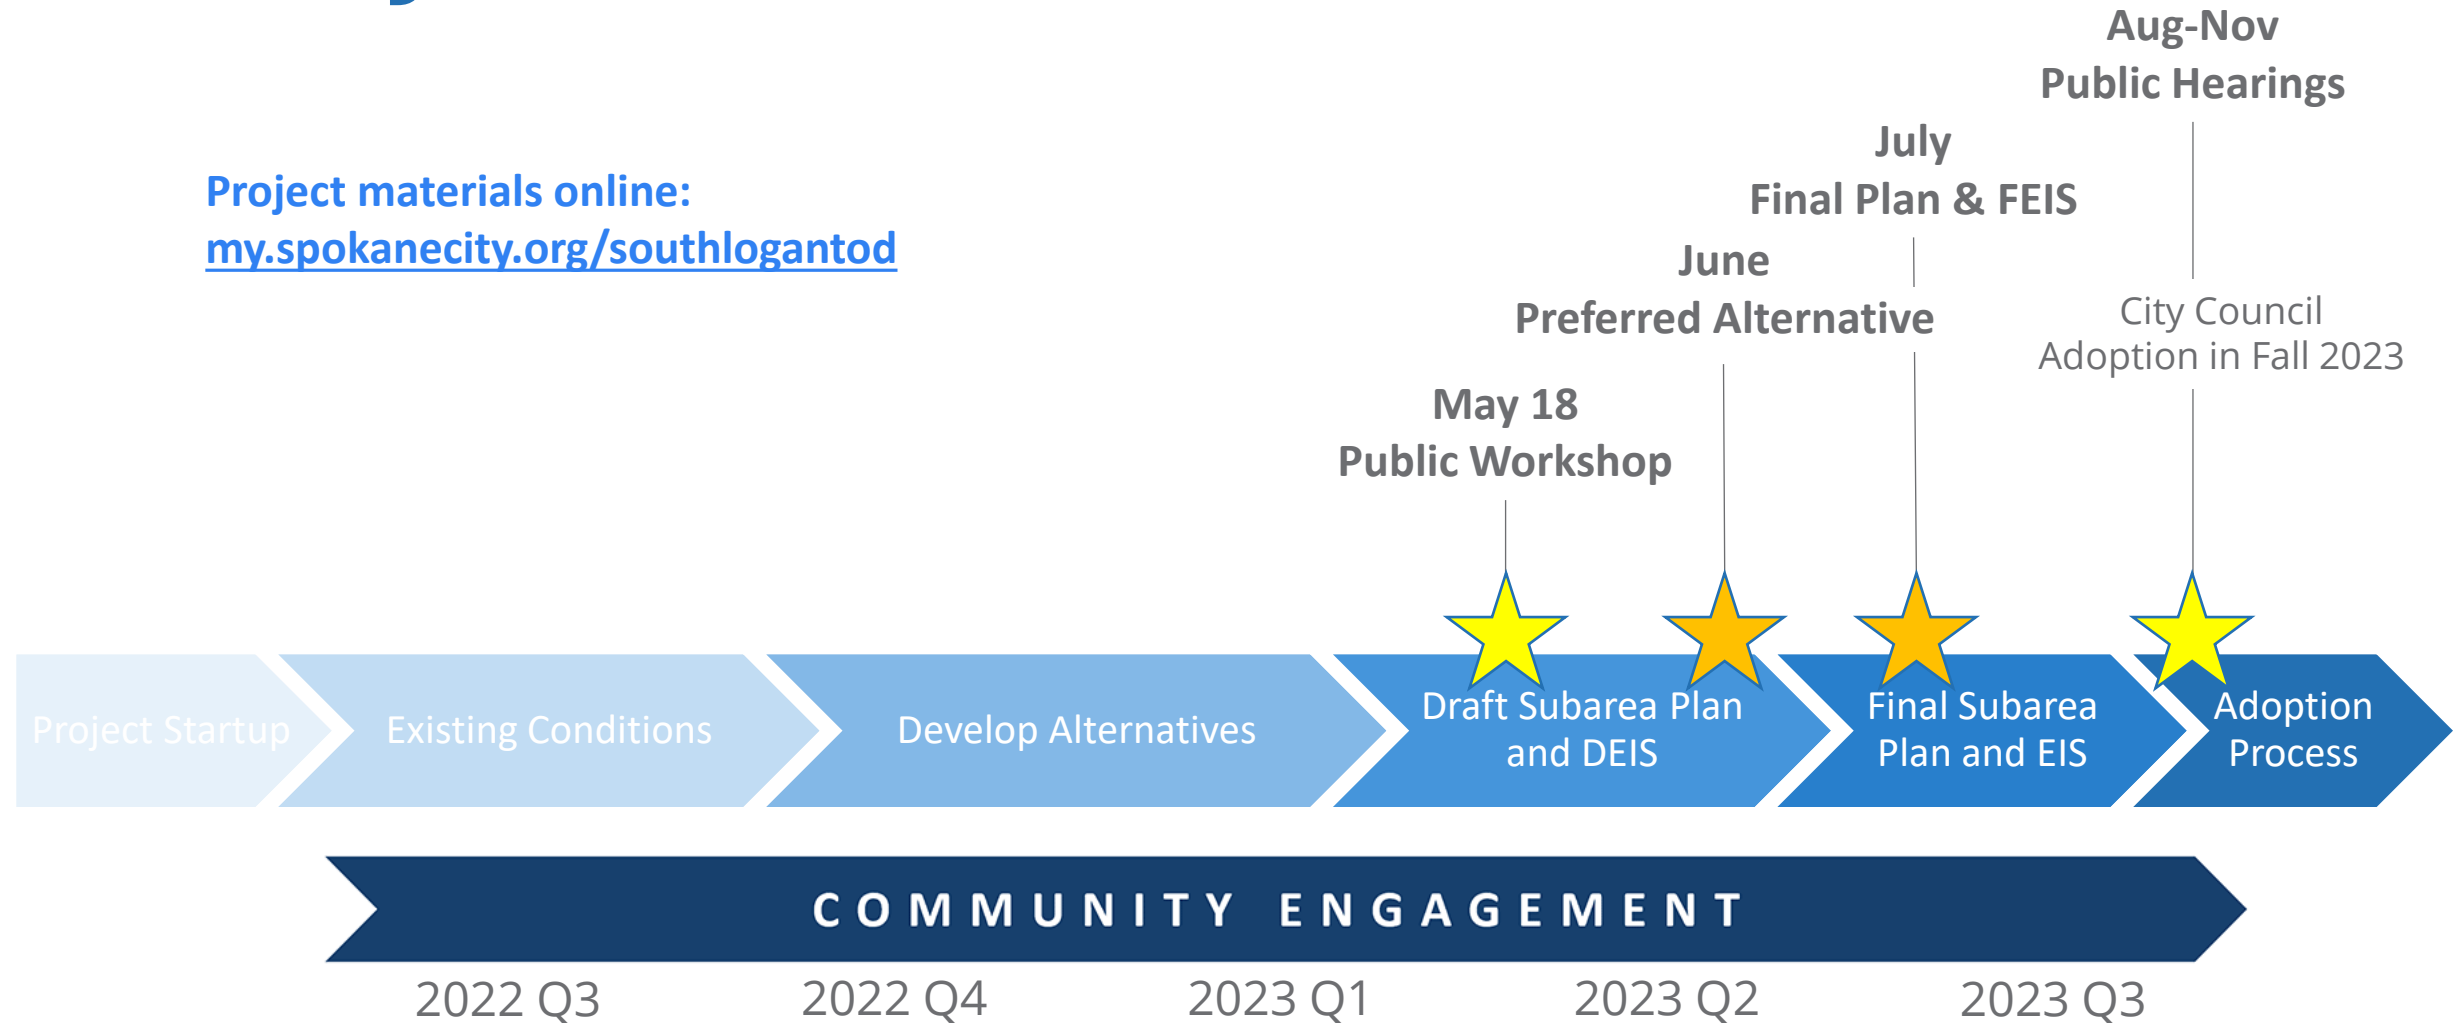 Aug-Nov
Public Hearings
July
Final Plan & FEIS
Project materials online:
my.spokanecity.org/southlogantod
June
Preferred Alternative
City Council
Adoption in Fall 2023
May 18
Public Workshop
Project Startup
Existing Conditions
Develop Alternatives
Draft Subarea Plan
and DEIS
Final Subarea
Plan and EIS
Adoption
Process
COMMUNITY ENGAGEMENT
2022 Q3
2022 Q4
2023 Q1
2023 Q2
2023 Q3